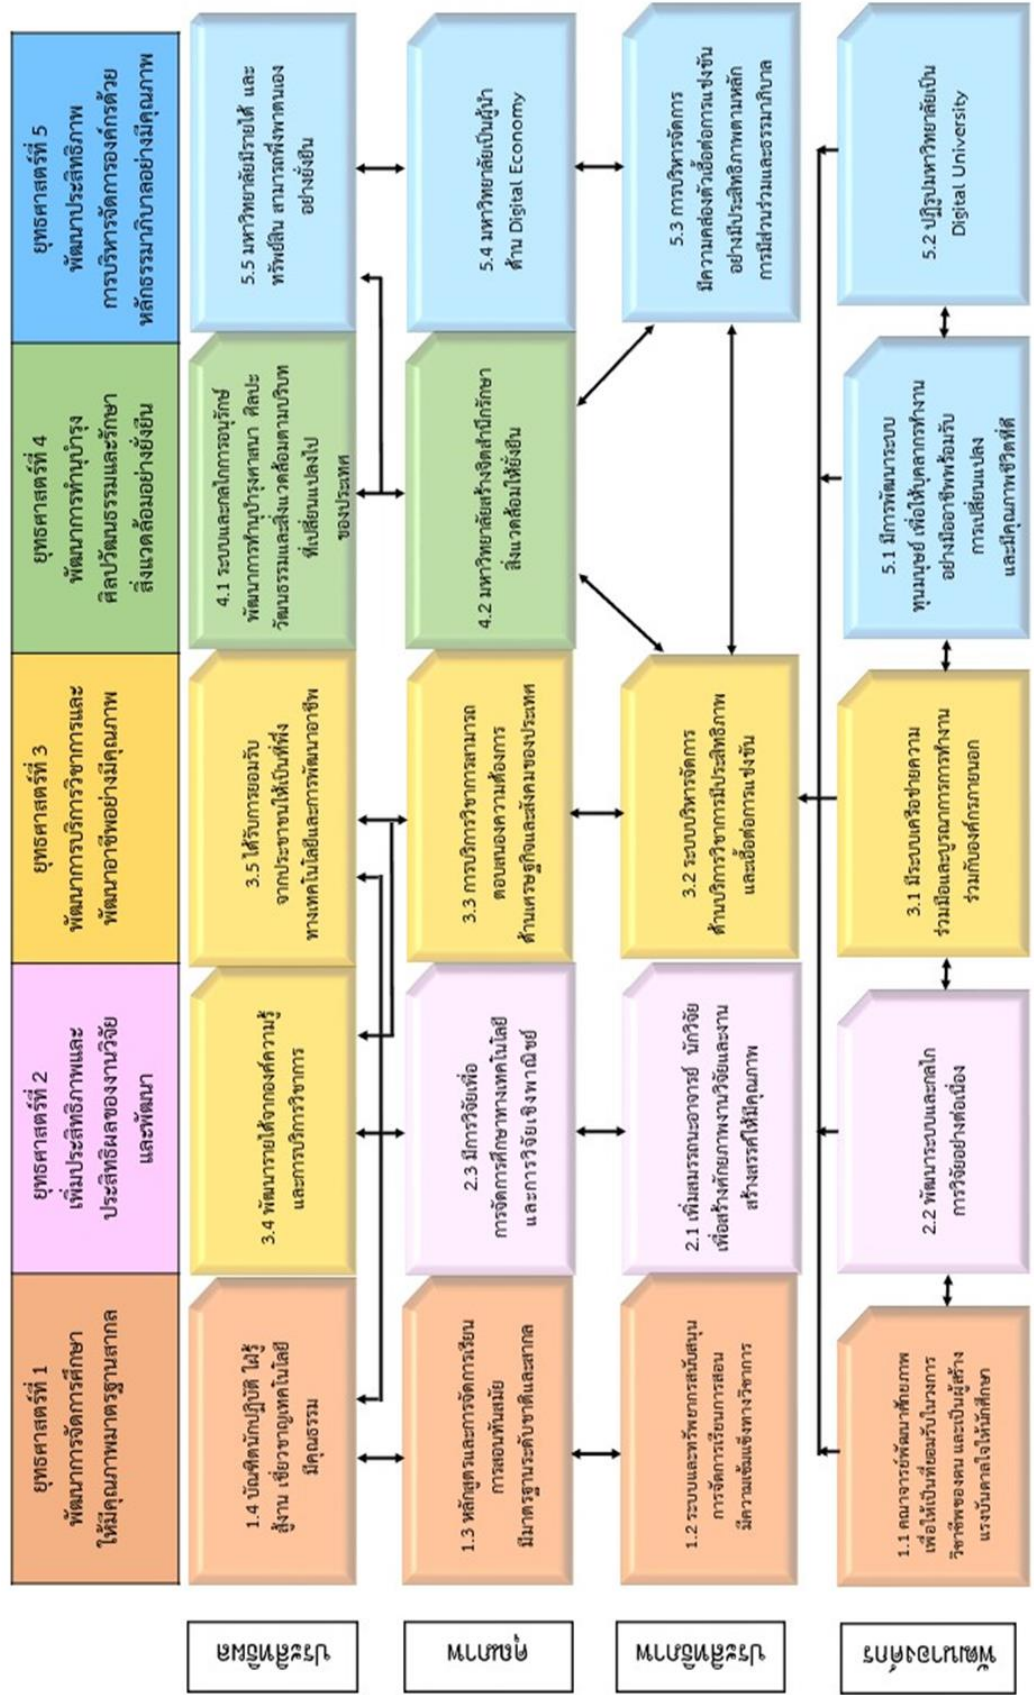 ยุทธศาสตร์ที่ 1
พัฒนาการจัดการศึกษา
ให้มีคุณภาพมาตรฐานสากล
ยุทธศาสตร์ที่ 2
เพิ่มประสิทธิภาพและ
ประสิทธิผลของงานวิจัย
และพัฒนา
ยุทธศาสตร์ที่ 3
พัฒนาการบริการวิชาการและ
พัฒนาอาชีพอย่างมีคุณภาพ
ยุทธศาสตร์ที่ 4
พัฒนาการทำนุบำรุง
ศิลปวัฒนธรรมและรักษา
สิ่งแวดล้อมอย่างยั่งยืน
ยุทธศาสตร์ที่ 5
พัฒนาประสิทธิภาพ
การบริหารจัดการองค์กรด้วย
หลักธรรมาภิบาลอย่างมีคุณภาพ
ประสิทธิผล
1.4 บัณฑิตนักปฏิบัติ ใฝ่รู้
สู้งาน เชี่ยวชาญเทคโนโลยี
มีคุณธรรม
3.4 พัฒนารายได้จากองค์ความรู้
และการบริการวิชาการ
3.5 ได้รับการยอมรับ
จากประชาชนให้เป็นที่พึ่ง
ทางเทคโนโลยีและการพัฒนาอาชีพ
4.1 ระบบและกลไกการอนุรักษ์
พัฒนาการทำนุบำรุงศาสนา ศิลปะ
วัฒนธรรมและสิ่งแวดล้อมตามบริบท
ที่เปลี่ยนแปลงไป
ของประเทศ
5.5 มหาวิทยาลัยมีรายได้ และ
ทรัพย์สิน สามารถพึ่งพาตนเอง
อย่างยั่งยืน
คุณภาพ
1.3 หลักสูตรและการจัดการเรียน
การสอนทันสมัย
มีมาตรฐานระดับชาติและสากล
2.3 มีการวิจัยเพื่อ
การจัดการศึกษาทางเทคโนโลยี
และการวิจัยเชิงพาณิชย์
3.3 การบริการวิชาการสามารถ
ตอบสนองความต้องการ
ด้านเศรษฐกิจและสังคมของประเทศ
4.2 มหาวิทยาลัยสร้างจิตสำนึกรักษา
สิ่งแวดล้อมให้ยั่งยืน
5.4 มหาวิทยาลัยเป็นผู้นำ
ด้าน Digital Economy
ประสิทธิภาพ
1.2 ระบบและทรัพยากรสนับสนุน
การจัดการเรียนการสอน
มีความเข้มแข็งทางวิชาการ
2.1 เพิ่มสมรรถนะอาจารย์ นักวิจัย
เพื่อสร้างศักยภาพงานวิจัยและงาน
สร้างสรรค์ให้มีคุณภาพ
3.2 ระบบบริหารจัดการ
ด้านบริการวิชาการมีประสิทธิภาพ
และเอื้อต่อการแข่งขัน
5.3 การบริหารจัดการ
มีความคล่องตัวเอื้อต่อการแข่งขัน
อย่างมีประสิทธิภาพตามหลัก
การมีส่วนร่วมและธรรมาภิบาล
พัฒนาองค์กร
1.1 คณาจารย์พัฒนาศักยภาพ
เพื่อให้เป็นที่ยอมรับในวงการ
วิชาชีพของตน และเป็นผู้สร้าง
แรงบันดาลใจให้นักศึกษา
2.2 พัฒนาระบบและกลไก
การวิจัยอย่างต่อเนื่อง
3.1 มีระบบเครือข่ายความ
ร่วมมือและบูรณาการการทำงาน
ร่วมกับองค์กรภายนอก
5.1 มีการพัฒนาระบบ
ทุนมนุษย์ เพื่อให้บุคลากรทำงาน
อย่างมืออาชีพพร้อมรับ
การเปลี่ยนแปลง
และมีคุณภาพชีวิตที่ดี
5.2 ปฏิรูปมหาวิทยาลัยเป็น
Digital University